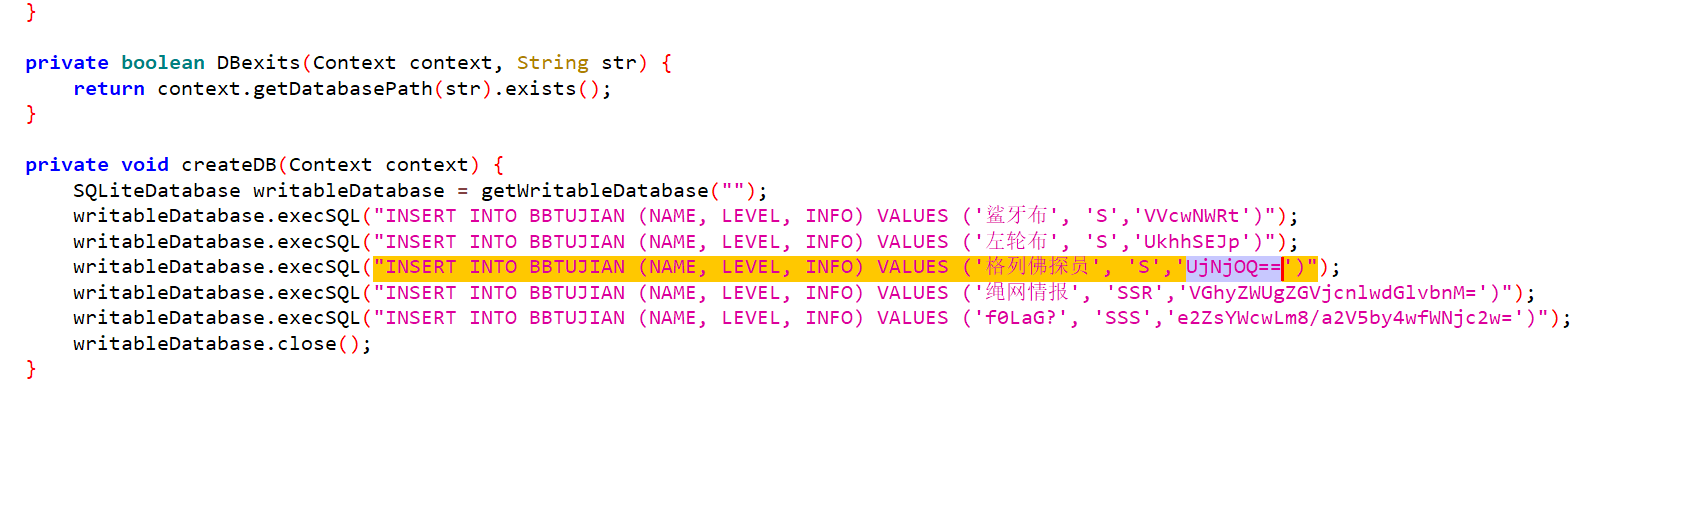 }
private boolean DBexits(Context context, String str) {
return context.getDatabasePath(str).exists();
}
private void createDB(Context context) {
SQLiteDatabase writableDatabase = getWritableDatabase("");
writableDatabase.execSQL("INSERT INTO BBTUJIAN (NAME, LEVEL, INFO) VALUES ('鲨牙布', 'S','VVcwNWRt')");
writableDatabase.execSQL("INSERT INTO BBTUJIAN (NAME, LEVEL, INFO) VALUES ('左轮布', 'S','UkhhSEJp')");
writableDatabase.execSQL("INSERT INTO BBTUJIAN (NAME, LEVEL, INFO) VALUES ('格列佛探员', 'S','UjNjOQ==')");
writableDatabase.execSQL("INSERT INTO BBTUJIAN (NAME, LEVEL, INFO) VALUES ('绳网情报', 'SSR','VGhyZWUgZGVjcnlwdGlvbnM=')");
writableDatabase.execSQL("INSERT INTO BBTUJIAN (NAME, LEVEL, INFO) VALUES ('f0LaG?', 'SSS','e2ZsYWcwLm8/a2V5by4wfWNjc2w=')");
writableDatabase.close();
}